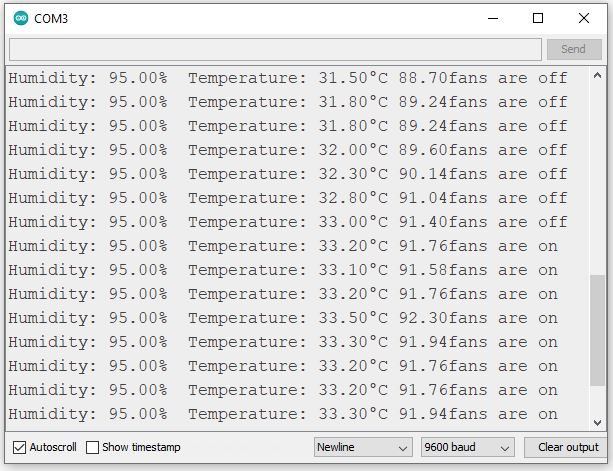 COM3
Send
Humidity: 95.00%  Temperature: 31.50°C 88.70fans are off
Humidity: 95.00%  Temperature: 31.80°C 89.24fans are off
Humidity: 95.00%  Temperature: 31.80°C 89.24fans are off
Humidity: 95.00%  Temperature: 32.00°C 89.60fans are off
Humidity: 95.00%  Temperature: 32.30°C 90.14fans are off
Humidity: 95.00%  Temperature: 32.80°C 91.04fans are off
Humidity: 95.00%  Temperature: 33.00°C 91.40fans are off
Humidity: 95.00%  Temperature: 33.20°C 91.76fans are on
Humidity: 95.00%  Temperature: 33.10°C 91.58fans are on
Humidity: 95.00%  Temperature: 33.20°C 91.76fans are on
Humidity: 95.00%  Temperature: 33.50°C 92.30fans are on
Humidity: 95.00%  Temperature: 33.30°C 91.94fans are on
Humidity: 95.00%  Temperature: 33.20°C 91.76fans are on
Humidity: 95.00%  Temperature: 33.20°C 91.76fans are on
Humidity: 95.00%  Temperature: 33.30°C 91.94fans are on
Autoscroll Show timestamp Newline 9600 baud Clear output